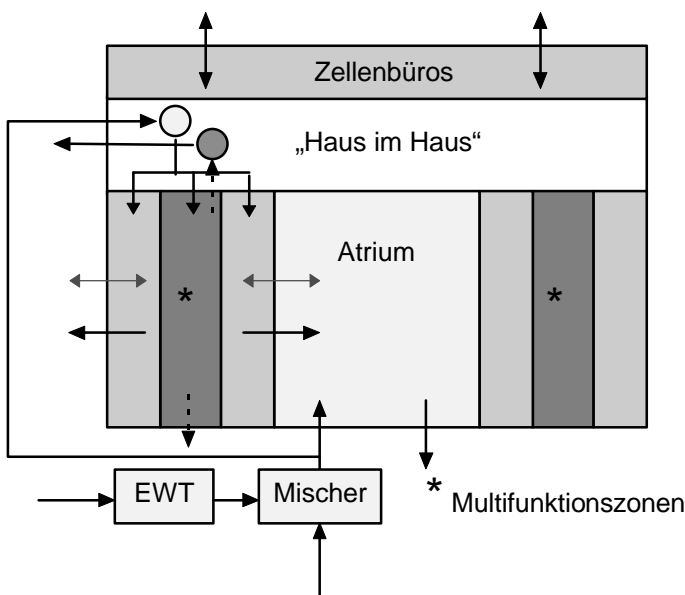 Zellenbüros
„Haus im Haus“
Atrium
* *
EWT Mischer
* Multifunktionszonen